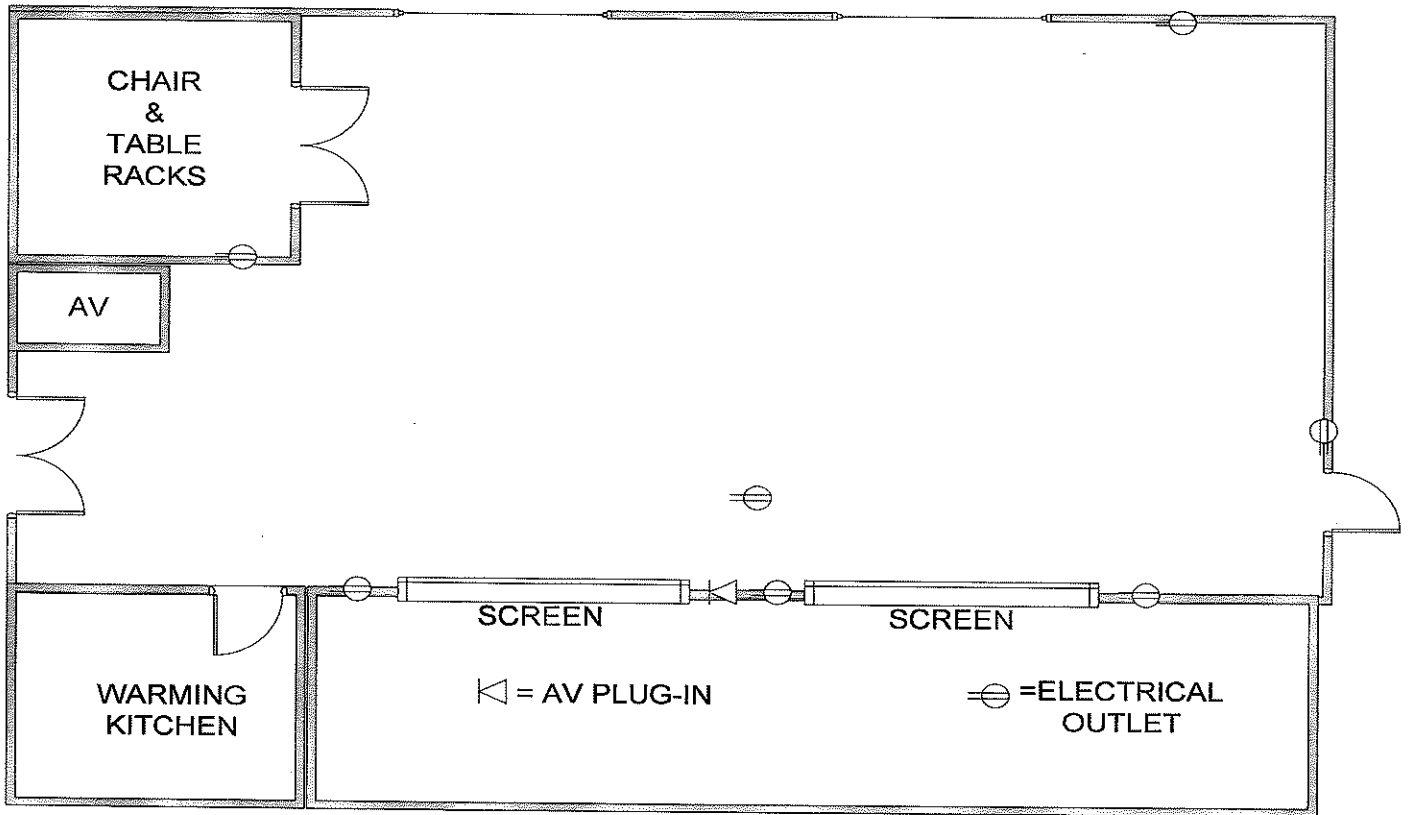 CHAIR
&
TABLE
RACKS
AV
SCREEN
SCREEN
WARMING
KITCHEN
= AV PLUG-IN
=ELECTRICAL
OUTLET